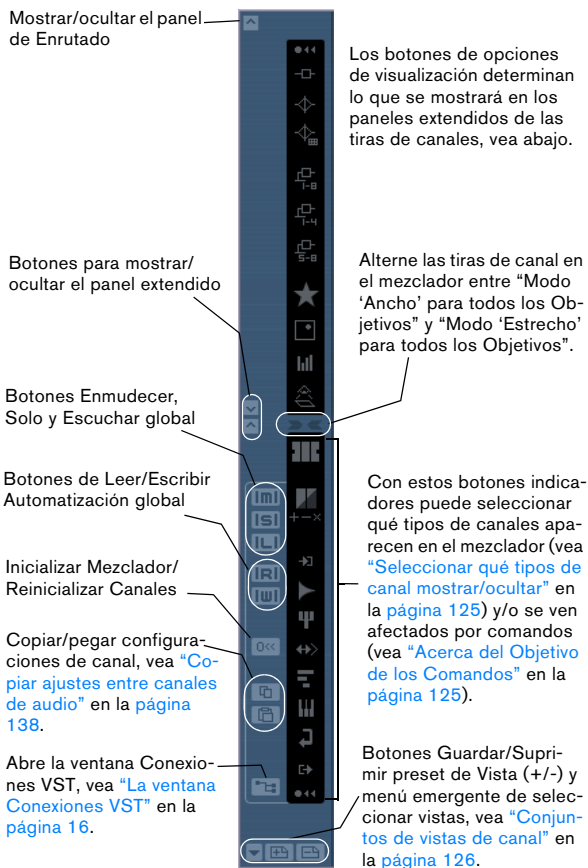 Mostrar/ocultar el panel
de Enrutado
Los botones de opciones
de visualización determinan
lo que se mostrará en los
paneles extendidos de las
tiras de canales, vea abajo.
1-8
1-4
5-8
Botones para mostrar/
ocultar el panel extendido
Alterne las tiras de canal en
el mezclador entre “Modo
‘Ancho’ para todos los Ob-
jetivos” y “Modo ‘Estrecho’
para todos los Objetivos”.
Botones Enmudecer,
Solo y Escuchar global
|m|
|s|
|L|
Botones de Leer/Escribir
Automatización global
|R|
|w|
Con estos botones indica-
dores puede seleccionar
qué tipos de canales apa-
recen en el mezclador (vea
“Seleccionar qué tipos de
canal mostrar/ocultar” en
la página 125) y/o se ven
afectados por comandos
(vea “Acerca del Objetivo
de los Comandos” en la
página 125).
Inicializar Mezclador/
Reinicializar Canales
0<<
Copiar/pegar configura-
ciones de canal, vea “Co-
piar ajustes entre canales
de audio” en la página
138.
Abre la ventana Conexio-
nes VST, vea “La ventana
Conexiones VST” en la
página 16.
Botones Guardar/Supri-
mir preset de Vista (+/-) y
menú emergente de selec-
cionar vistas, vea “Conjun-
tos de vistas de canal” en
la página 126.